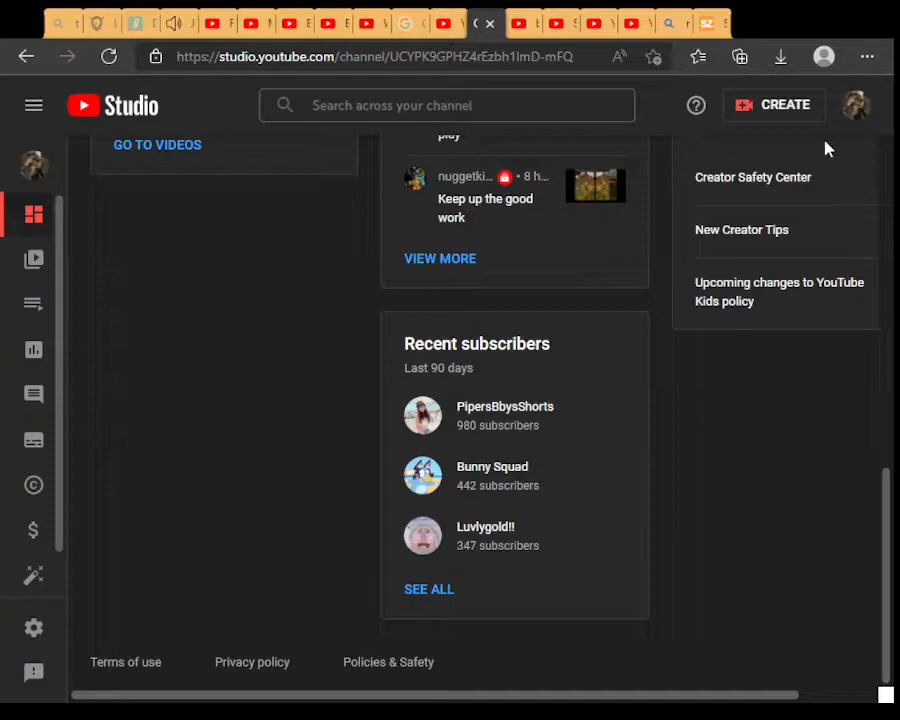 https://studio.youtube.com/channel/UCYPK9GPHZ4rEzbh1ImD-mFQ
Studio
Search across your channel
CREATE
GO TO VIDEOS
play
nuggetki... • 8 h...
Keep up the good
work
VIEW MORE
Creator Safety Center
New Creator Tips
Upcoming changes to YouTube
Kids policy
Recent subscribers
Last 90 days
PipersBbysShorts
980 subscribers
Bunny Squad
442 subscribers
Luvlygold!!
347 subscribers
SEE ALL
Terms of use
Privacy policy
Policies & Safety